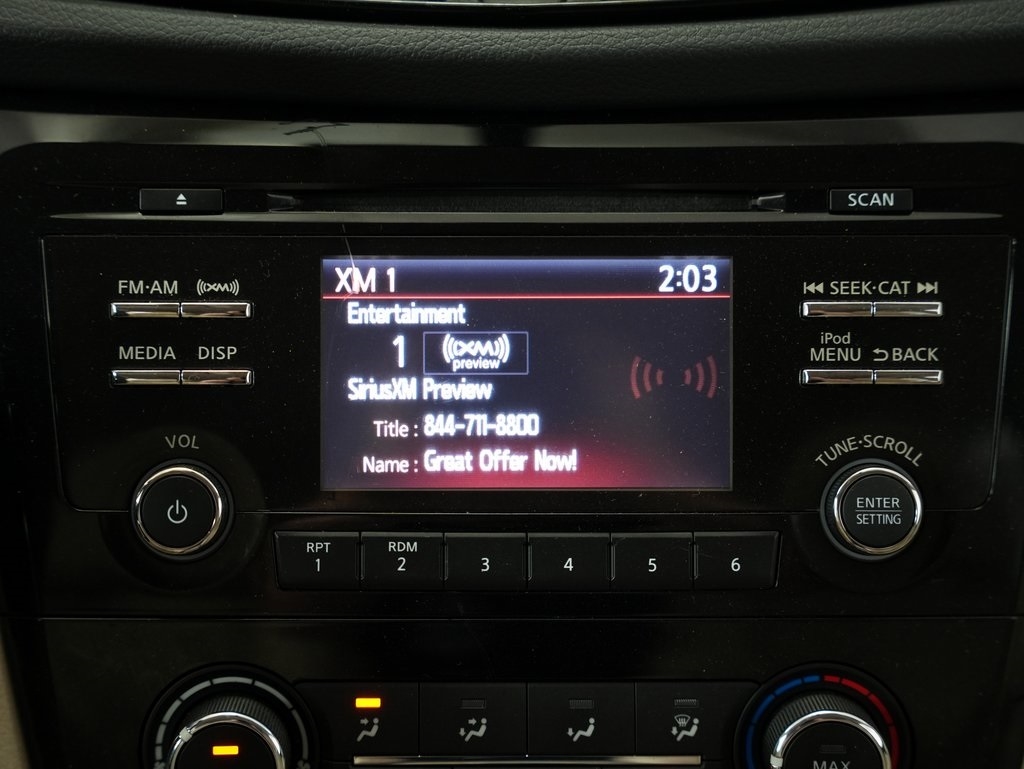 SCAN
FM·AM ((XM)) SEEK·CAT
XM 1 2:03
Entertainment
1 ((XM)) preview
MEDIA DISP
iPod
MENU BACK
SiriusXM Preview
Title : 844-711-8800
Name : Great Offer Now!
VOL
TUNE·SCROLL
ENTER
SETTING
RPT RDM
1 2 3 4 5 6
MAX